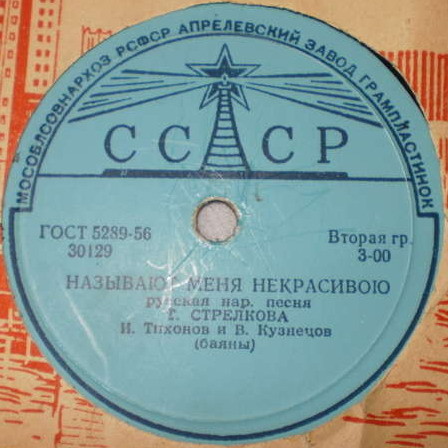 МОСОБЛСОВНАРХОЗ РСФСР АПРЕЛЕВСКИЙ ЗАВОД ГРАМПЛАСТИНОК
СССР
ГОСТ 5289-56
30129
Вторая гр.
3-00
НАЗЫВАЮТ МЕНЯ НЕКРАСИВОЮ
русская нар. песня
Г. СТРЕЛКОВА
И. Тихонов и В. Кузнецов
(баяны)